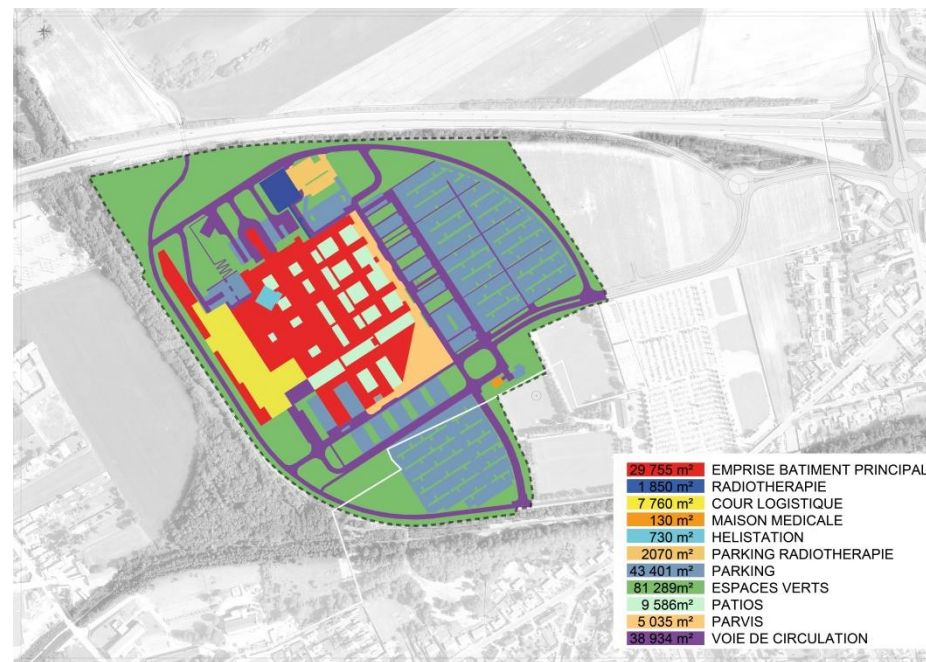 29 755 m² EMPRISE BATIMENT PRINCIPAL
1 850 m² RADIOTHERAPIE
7 760 m² COUR LOGISTIQUE
130 m² MAISON MEDICALE
730 m² HELISTATION
2070 m² PARKING RADIOTHERAPIE
43 401 m² PARKING
81 289m² ESPACES VERTS
9 586m² PATIOS
5 035 m² PARVIS
38 934 m² VOIE DE CIRCULATION